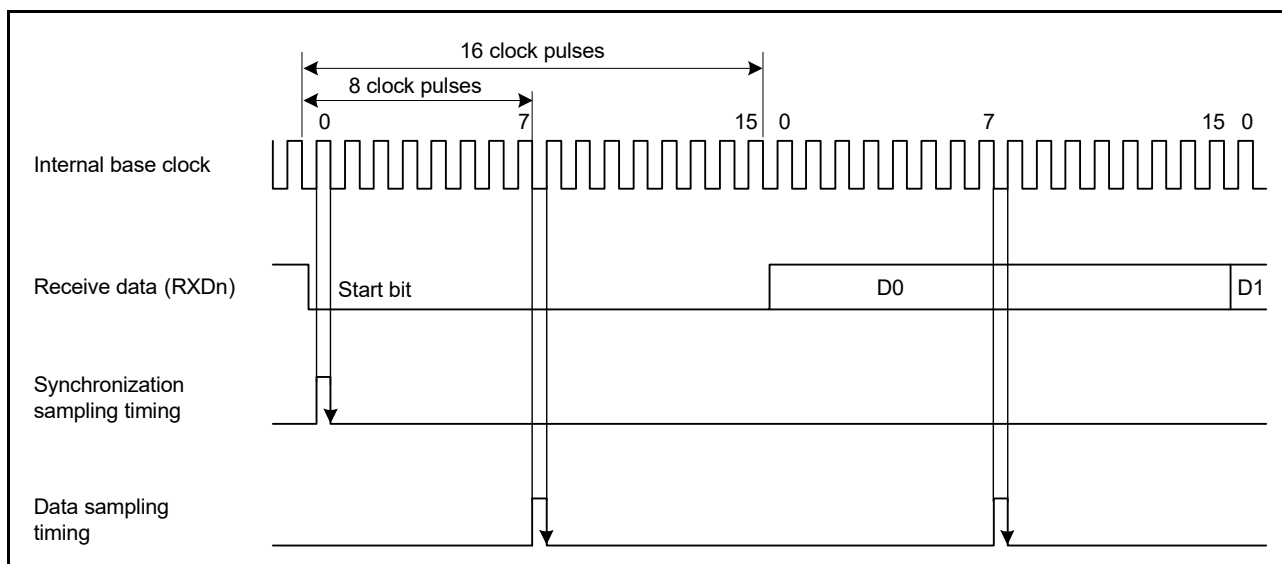 16 clock pulses
8 clock pulses
0 7 15 0 7 15 0
Internal base clock
Receive data (RXDn)
Start bit
D0
D1
Synchronization
sampling timing
Data sampling
timing